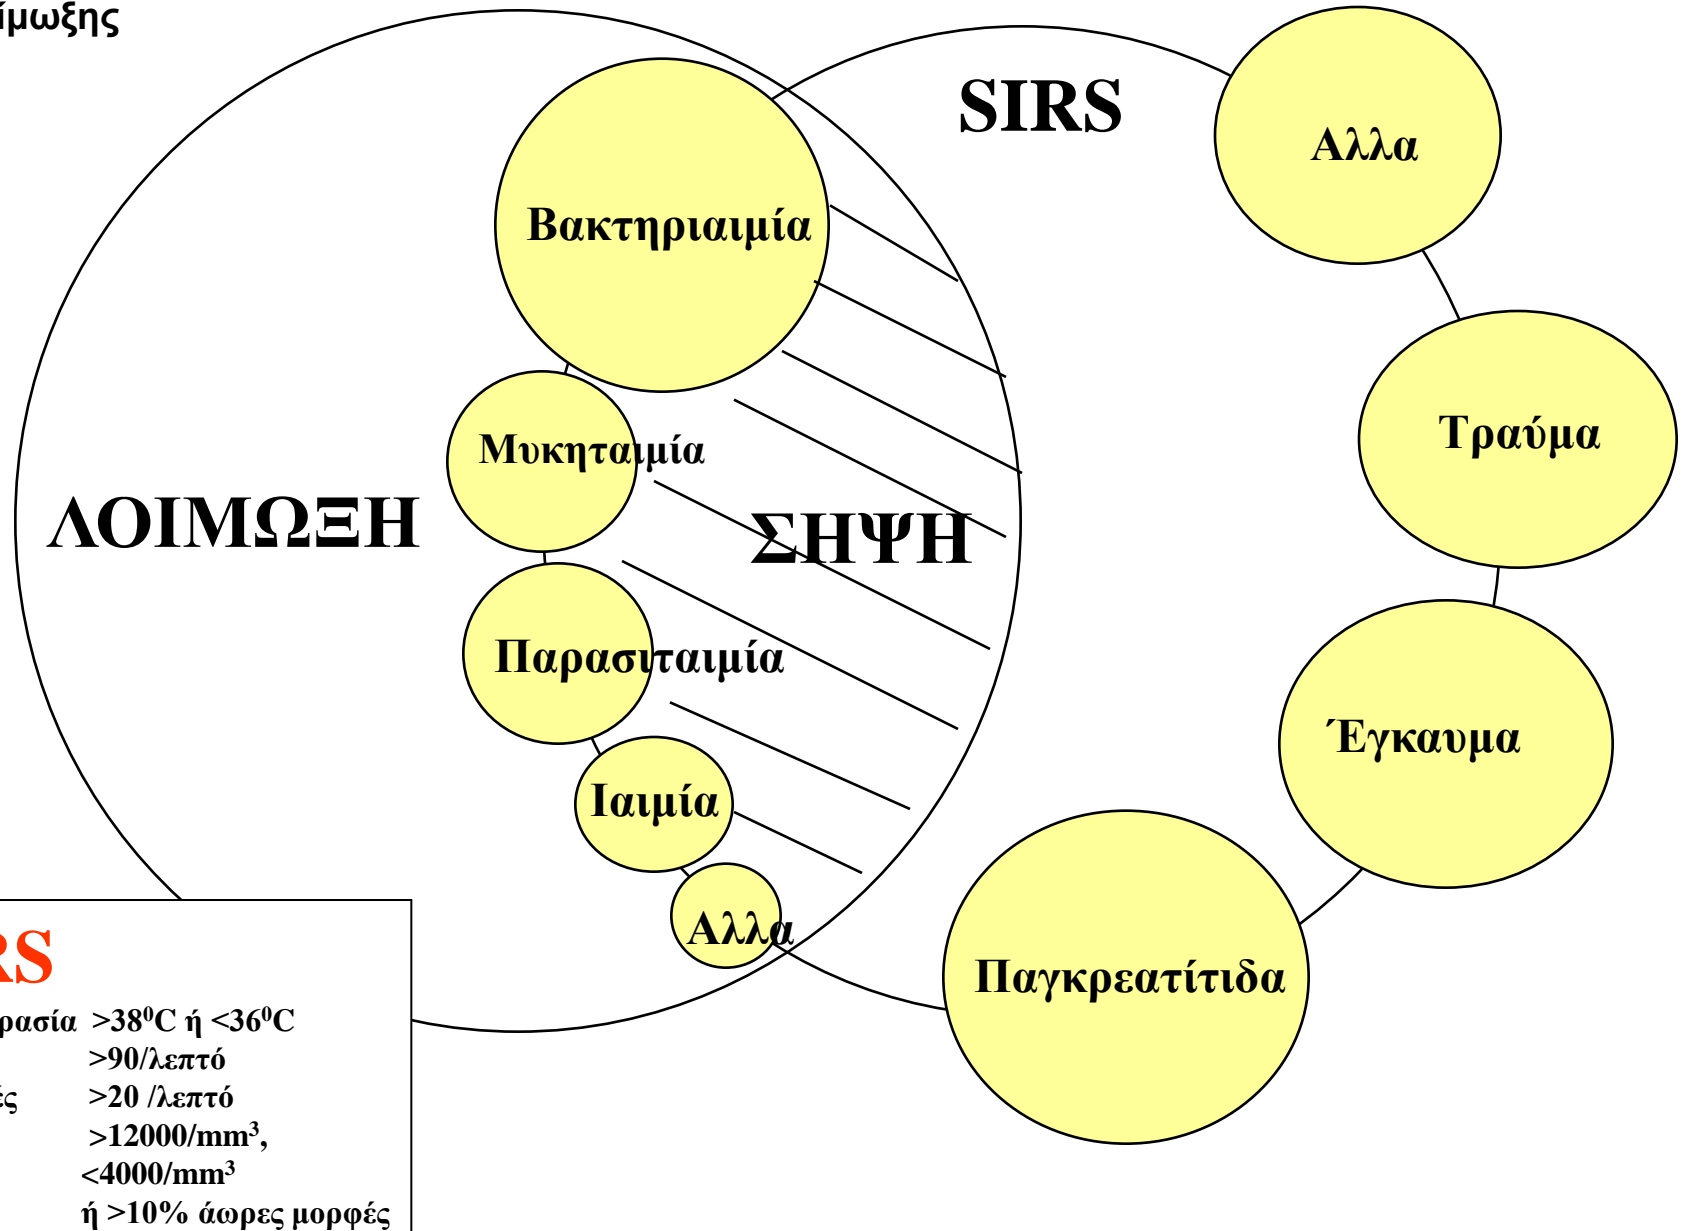 ίμωξης
SIRS
Αλλα
Βακτηριαιμία
Τραύμα
Μυκηταιμία
ΛΟΙΜΩΞΗ
ΣΗΨΗ
Παρασιταιμία
Έγκαυμα
Ιαιμία
Αλλα
Παγκρεατίτιδα
RS
ρασία >38⁰C ή <36⁰C
>90/λεπτό
ές >20 /λεπτό
>12000/mm³,
<4000/mm³
ή >10% άωρες μορφές